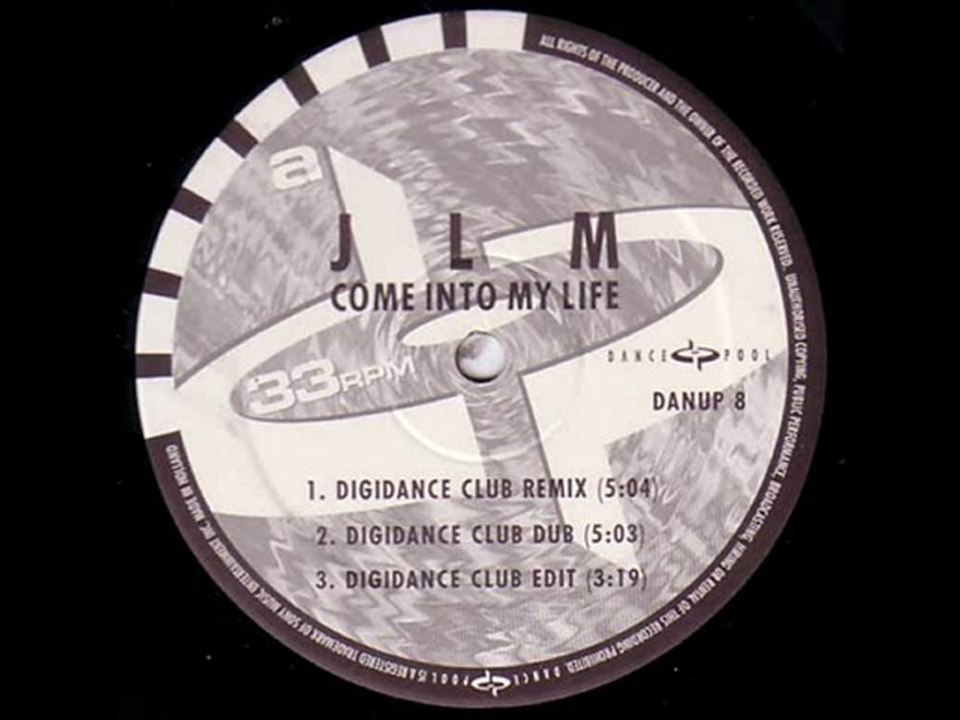 a
J L M
COME INTO MY LIFE
33RPM
DANCE POOL
DANUP 8
1. DIGIDANCE CLUB REMIX (5:04)
2. DIGIDANCE CLUB DUB (5:03)
3. DIGIDANCE CLUB EDIT (3:19)
ALL RIGHTS OF THE PRODUCER AND THE OWNER OF THE RECORDED WORK RESERVED. UNAUTHORISED COPYING, PUBLIC PERFORMANCE, BROADCASTING, HIRING OR RENTAL OF THIS RECORDING PROHIBITED. DANCE POOL IS A REGISTERED TRADEMARK OF SONY MUSIC ENTERTAINMENT INC. MADE IN HOLLAND